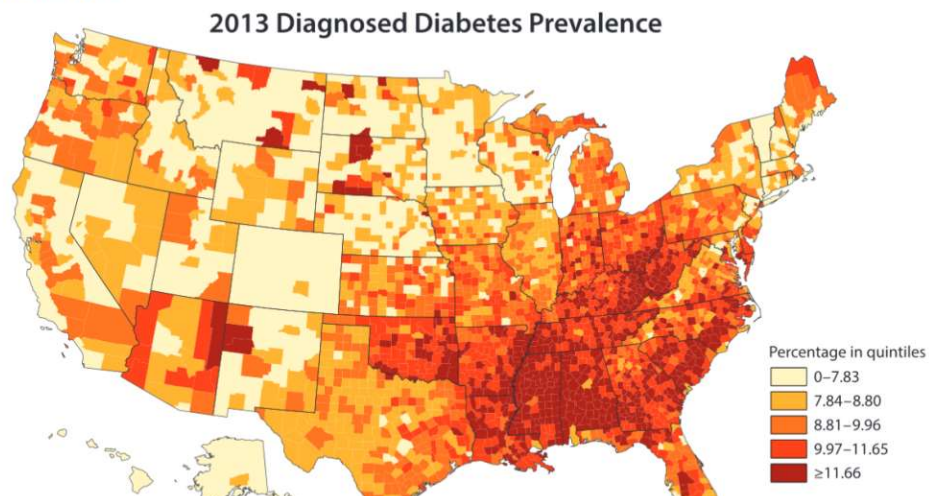 2013 Diagnosed Diabetes Prevalence
Percentage in quintiles
0–7.83
7.84–8.80
8.81–9.96
9.97–11.65
≥11.66